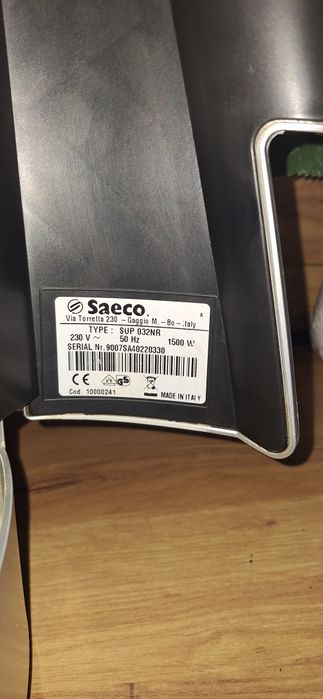 Saeco. A
Via Torretta 230 - Gaggio M. - Bo - .Italy
TYPE : SUP 032NR
230 V ~ 50 Hz 1500 W
SERIAL Nr.9007SA40220330
CE GS
Cod. 10000241 MADE IN ITALY